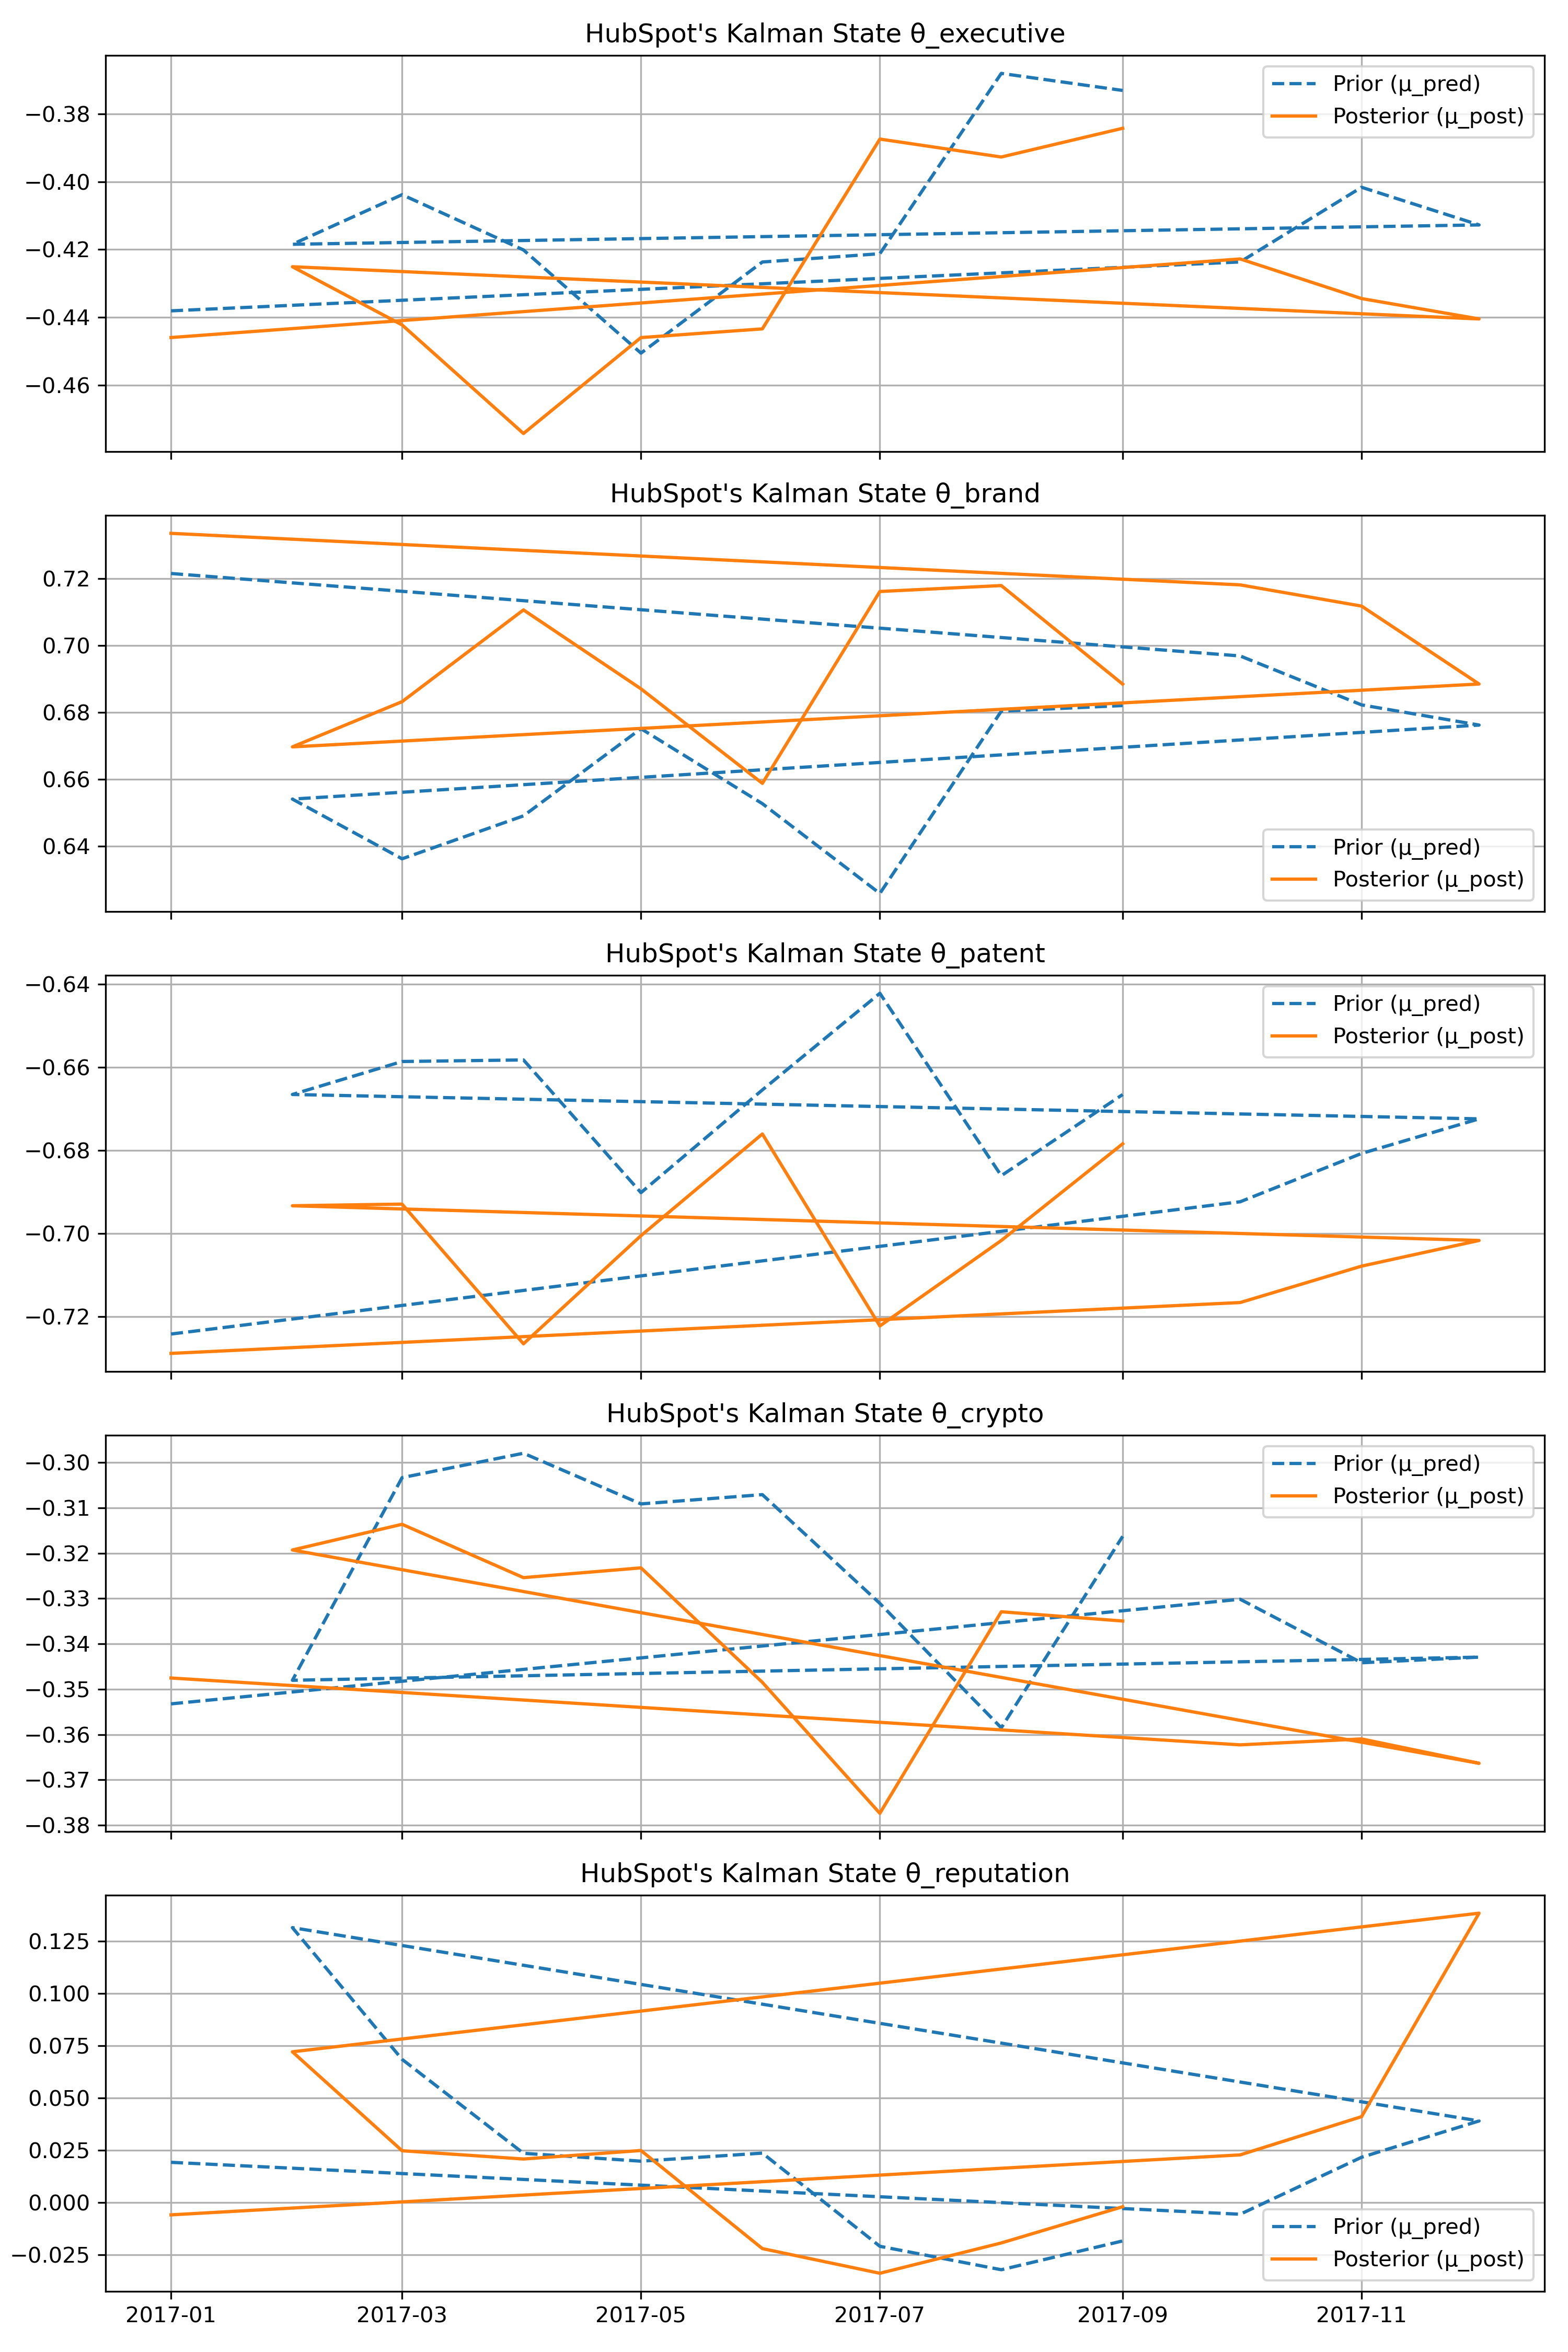 HubSpot's Kalman State θ_executive
Prior (μ_pred)
Posterior (μ_post)
−0.38
−0.40
−0.42
−0.44
−0.46
HubSpot's Kalman State θ_brand
0.72
0.70
0.68
0.66
0.64
Prior (μ_pred)
Posterior (μ_post)
HubSpot's Kalman State θ_patent
Prior (μ_pred)
Posterior (μ_post)
−0.64
−0.66
−0.68
−0.70
−0.72
HubSpot's Kalman State θ_crypto
Prior (μ_pred)
Posterior (μ_post)
−0.30
−0.31
−0.32
−0.33
−0.34
−0.35
−0.36
−0.37
−0.38
HubSpot's Kalman State θ_reputation
0.125
0.100
0.075
0.050
0.025
0.000
−0.025
Prior (μ_pred)
Posterior (μ_post)
2017-01 2017-03 2017-05 2017-07 2017-09 2017-11